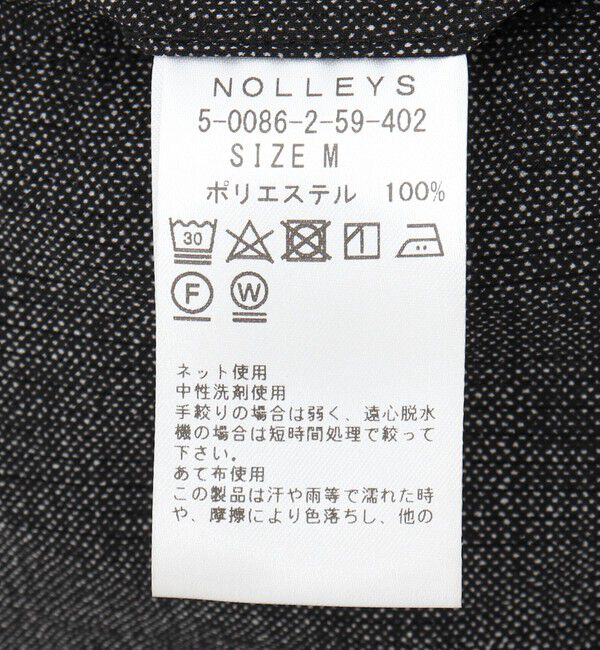 NOLLEYS
5-0086-2-59-402
SIZE M
ポリエステル 100%
30
F W
ネット使用
中性洗剤使用
手絞りの場合は弱く、遠心脱水
機の場合は短時間処理で絞って
下さい。
あて布使用
この製品は汗や雨等で濡れた時
や、摩擦により色落ちし、他の